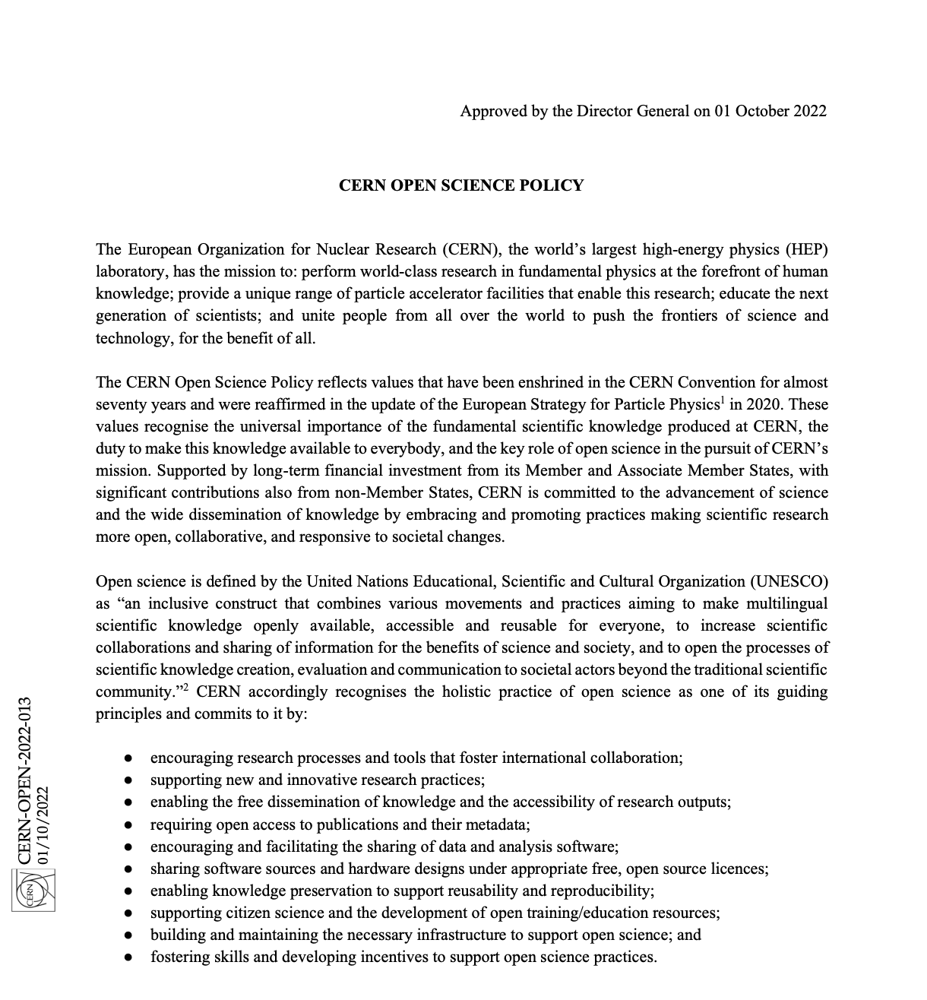 Approved by the Director General on 01 October 2022
CERN OPEN SCIENCE POLICY
The European Organization for Nuclear Research (CERN), the world’s largest high-energy physics (HEP)
laboratory, has the mission to: perform world-class research in fundamental physics at the forefront of human
knowledge; provide a unique range of particle accelerator facilities that enable this research; educate the next
generation of scientists; and unite people from all over the world to push the frontiers of science and
technology, for the benefit of all.
The CERN Open Science Policy reflects values that have been enshrined in the CERN Convention for almost
seventy years and were reaffirmed in the update of the European Strategy for Particle Physics¹ in 2020. These
values recognise the universal importance of the fundamental scientific knowledge produced at CERN, the
duty to make this knowledge available to everybody, and the key role of open science in the pursuit of CERN’s
mission. Supported by long-term financial investment from its Member and Associate Member States, with
significant contributions also from non-Member States, CERN is committed to the advancement of science
and the wide dissemination of knowledge by embracing and promoting practices making scientific research
more open, collaborative, and responsive to societal changes.
Open science is defined by the United Nations Educational, Scientific and Cultural Organization (UNESCO)
as “an inclusive construct that combines various movements and practices aiming to make multilingual
scientific knowledge openly available, accessible and reusable for everyone, to increase scientific
collaborations and sharing of information for the benefits of science and society, and to open the processes of
scientific knowledge creation, evaluation and communication to societal actors beyond the traditional scientific
community.”² CERN accordingly recognises the holistic practice of open science as one of its guiding
principles and commits to it by:
● encouraging research processes and tools that foster international collaboration;
● supporting new and innovative research practices;
● enabling the free dissemination of knowledge and the accessibility of research outputs;
● requiring open access to publications and their metadata;
● encouraging and facilitating the sharing of data and analysis software;
● sharing software sources and hardware designs under appropriate free, open source licences;
● enabling knowledge preservation to support reusability and reproducibility;
● supporting citizen science and the development of open training/education resources;
● building and maintaining the necessary infrastructure to support open science; and
● fostering skills and developing incentives to support open science practices.
CERN-OPEN-2022-013
01/10/2022
CERN